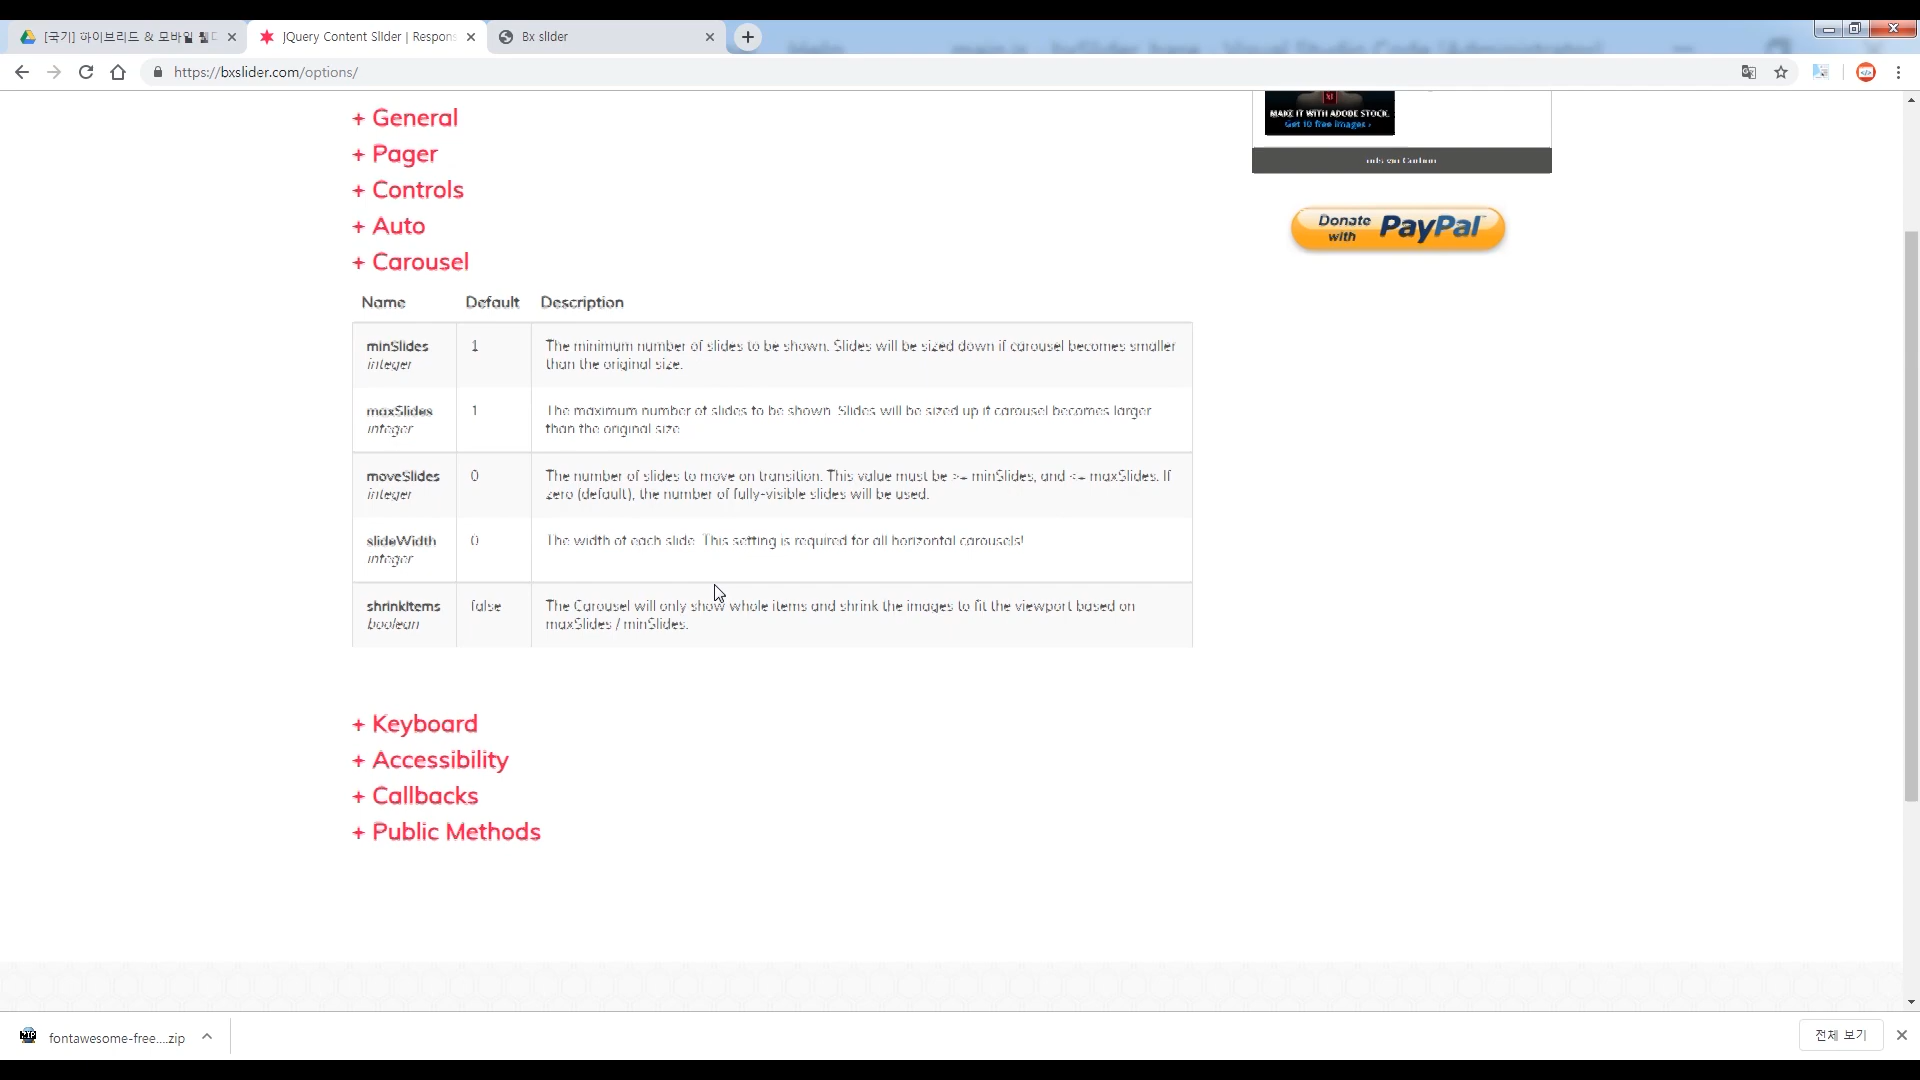 [국기] 하이브리드 & 모바일 웹디
jQuery Content Slider | Respons
Bx slider
https://bxslider.com/options/
MAKE IT WITH ADOBE STOCK.
Get 10 free images ›
ads via Carbon
Donate with PayPal
+ General
+ Pager
+ Controls
+ Auto
+ Carousel
Name Default Description
minSlides 1 The minimum number of slides to be shown. Slides will be sized down if carousel becomes smaller
integer than the original size.
maxSlides 1 The maximum number of slides to be shown. Slides will be sized up if carousel becomes larger
integer than the original size.
moveSlides 0 The number of slides to move on transition. This value must be >= minSlides, and <= maxSlides. If
integer zero (default), the number of fully-visible slides will be used.
slideWidth 0 The width of each slide. This setting is required for all horizontal carousels!
integer
shrinkItems false The Carousel will only show whole items and shrink the images to fit the viewport based on
boolean maxSlides / minSlides.
+ Keyboard
+ Accessibility
+ Callbacks
+ Public Methods
fontawesome-free....zip
전체 보기